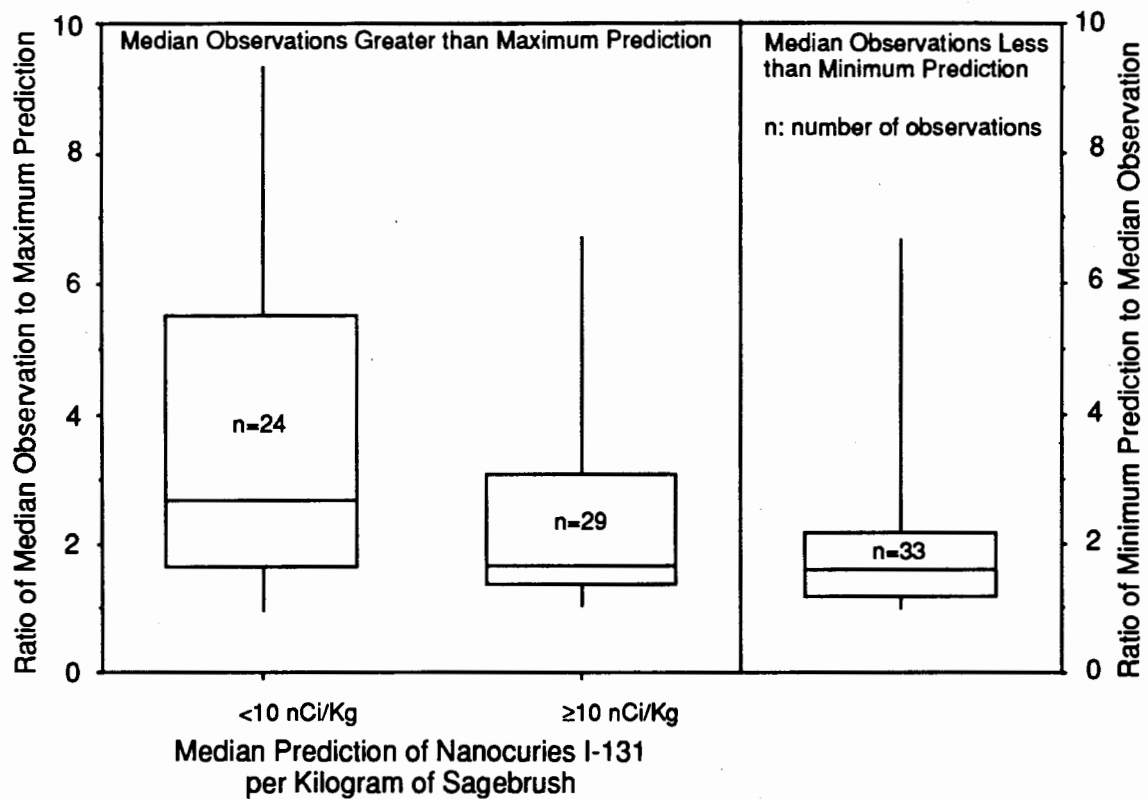 Ratio of Median Observation to Maximum Prediction
10
8
6
4
2
0
Median Observations Greater than Maximum Prediction
n=24
n=29
Median Observations Less
than Minimum Prediction
n: number of observations
n=33
10
8
6
4
2
0
Ratio of Minimum Prediction to Median Observation
<10 nCi/Kg
≥10 nCi/Kg
Median Prediction of Nanocuries I-131
per Kilogram of Sagebrush